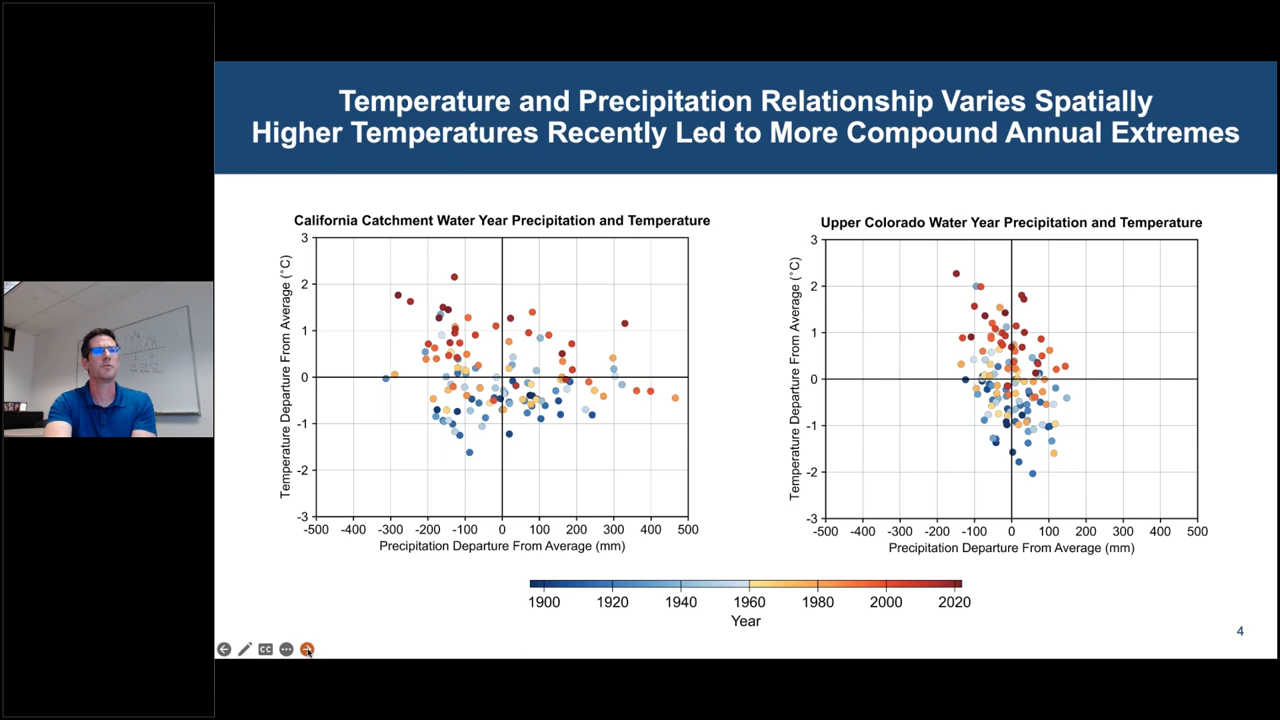 Temperature and Precipitation Relationship Varies Spatially
Higher Temperatures Recently Led to More Compound Annual Extremes
California Catchment Water Year Precipitation and Temperature
Temperature Departure From Average (°C)
3
2
1
0
-1
-2
-3
-500 -400 -300 -200 -100 0 100 200 300 400 500
Precipitation Departure From Average (mm)
Upper Colorado Water Year Precipitation and Temperature
Temperature Departure From Average (°C)
3
2
1
0
-1
-2
-3
-500 -400 -300 -200 -100 0 100 200 300 400 500
Precipitation Departure From Average (mm)
1900 1920 1940 1960 1980 2000 2020
Year
4
CC